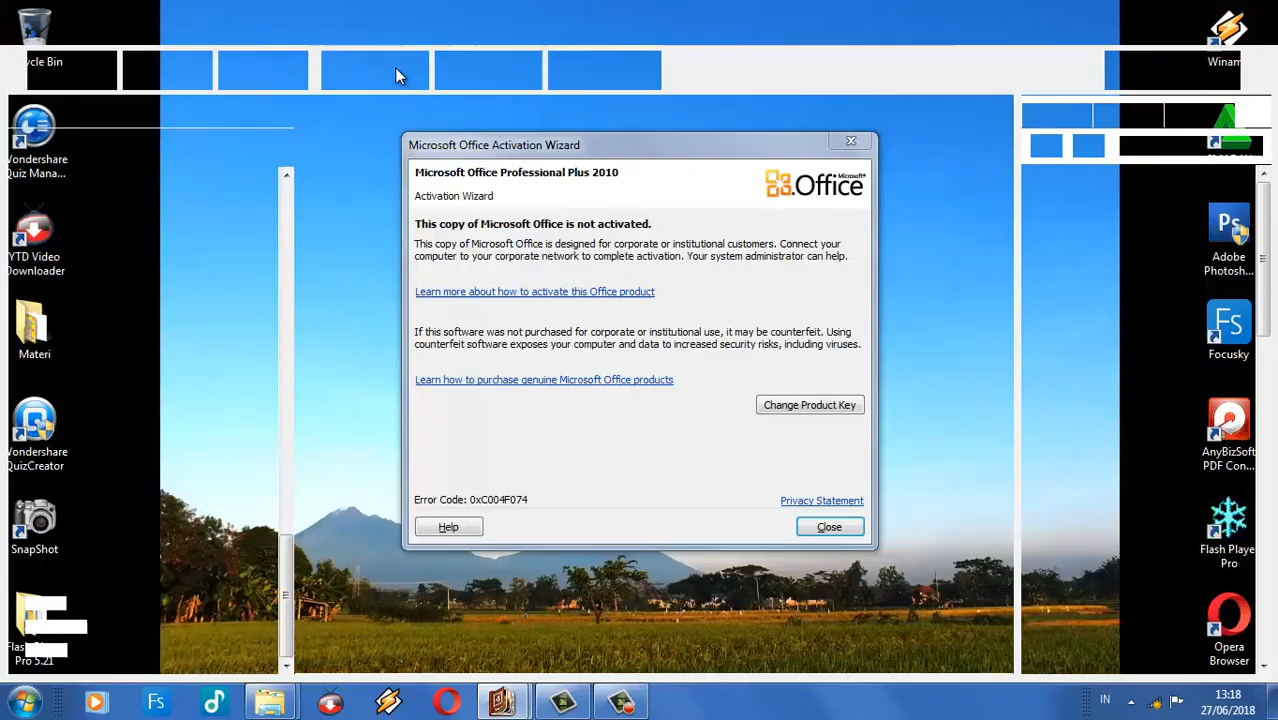 cycle Bin
Winam
Wondershare
Quiz Mana...
YTD Video
Downloader
Materi
Wondershare
QuizCreator
SnapShot
Pro 5.21
Microsoft Office Activation Wizard
Microsoft Office Professional Plus 2010
Activation Wizard
Microsoft®
Office
This copy of Microsoft Office is not activated.
This copy of Microsoft Office is designed for corporate or institutional customers. Connect your
computer to your corporate network to complete activation. Your system administrator can help.
Learn more about how to activate this Office product
If this software was not purchased for corporate or institutional use, it may be counterfeit. Using
counterfeit software exposes your computer and data to increased security risks, including viruses.
Learn how to purchase genuine Microsoft Office products
Change Product Key
Error Code: 0xC004F074
Privacy Statement
Help
Close
Ps
Adobe
Photosh...
Fs
Focusky
AnyBizSoft
PDF Con...
Flash Playe
Pro
Opera
Browser
Fs
IN
13:18
27/06/2018